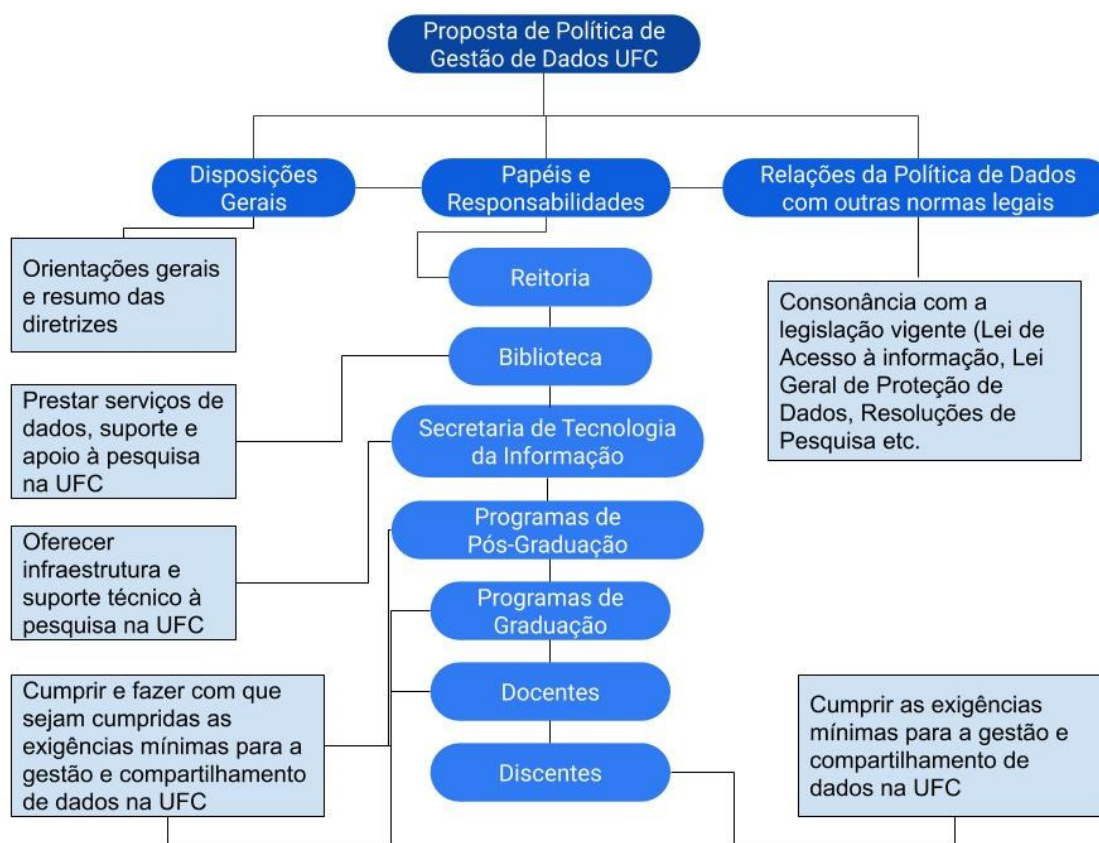 Proposta de Política de
Gestão de Dados UFC
Disposições
Gerais
Papéis e
Responsabilidades
Relações da Política de Dados
com outras normas legais
Orientações gerais
e resumo das
diretrizes
Reitoria
Consonância com a
legislação vigente (Lei de
Acesso à informação, Lei
Geral de Proteção de
Dados, Resoluções de
Pesquisa etc.
Biblioteca
Prestar serviços de
dados, suporte e
apoio à pesquisa
na UFC
Secretaria de Tecnologia
da Informação
Programas de
Pós-Graduação
Oferecer
infraestrutura e
suporte técnico à
pesquisa na UFC
Programas de
Graduação
Docentes
Cumprir e fazer com que
sejam cumpridas as
exigências mínimas para a
gestão e compartilhamento
de dados na UFC
Discentes
Cumprir as exigências
mínimas para a gestão e
compartilhamento de
dados na UFC